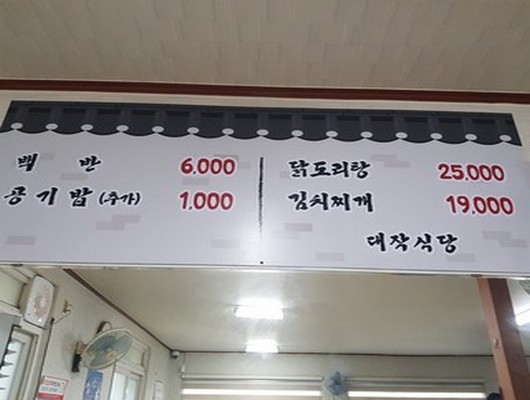 백 반 6,000
공기밥 (추가) 1,000
닭도리탕 25,000
김치찌개 19,000
대작식당